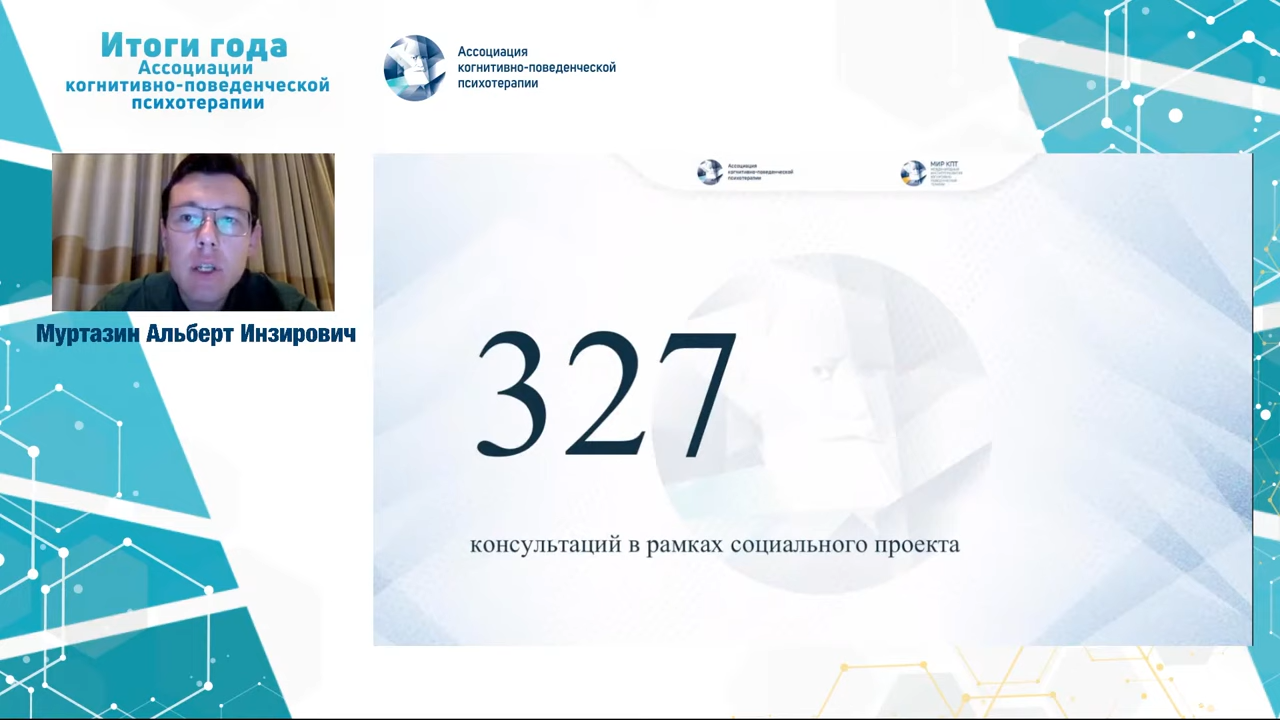 Итоги года
Ассоциации
когнитивно-поведенческой
психотерапии
Ассоциация
когнитивно-поведенческой
психотерапии
Муртазин Альберт Инзирович
Ассоциация
когнитивно-поведенческой
психотерапии
МИР КПТ
327
консультаций в рамках социального проекта